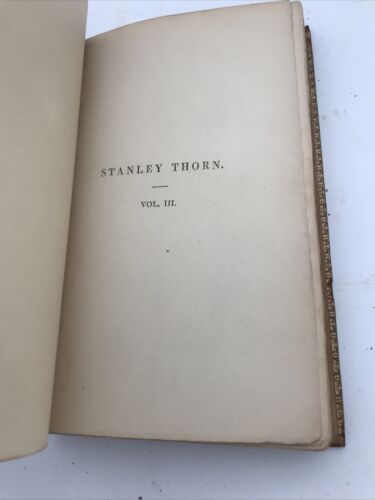 STANLEY THORN.
VOL. III.